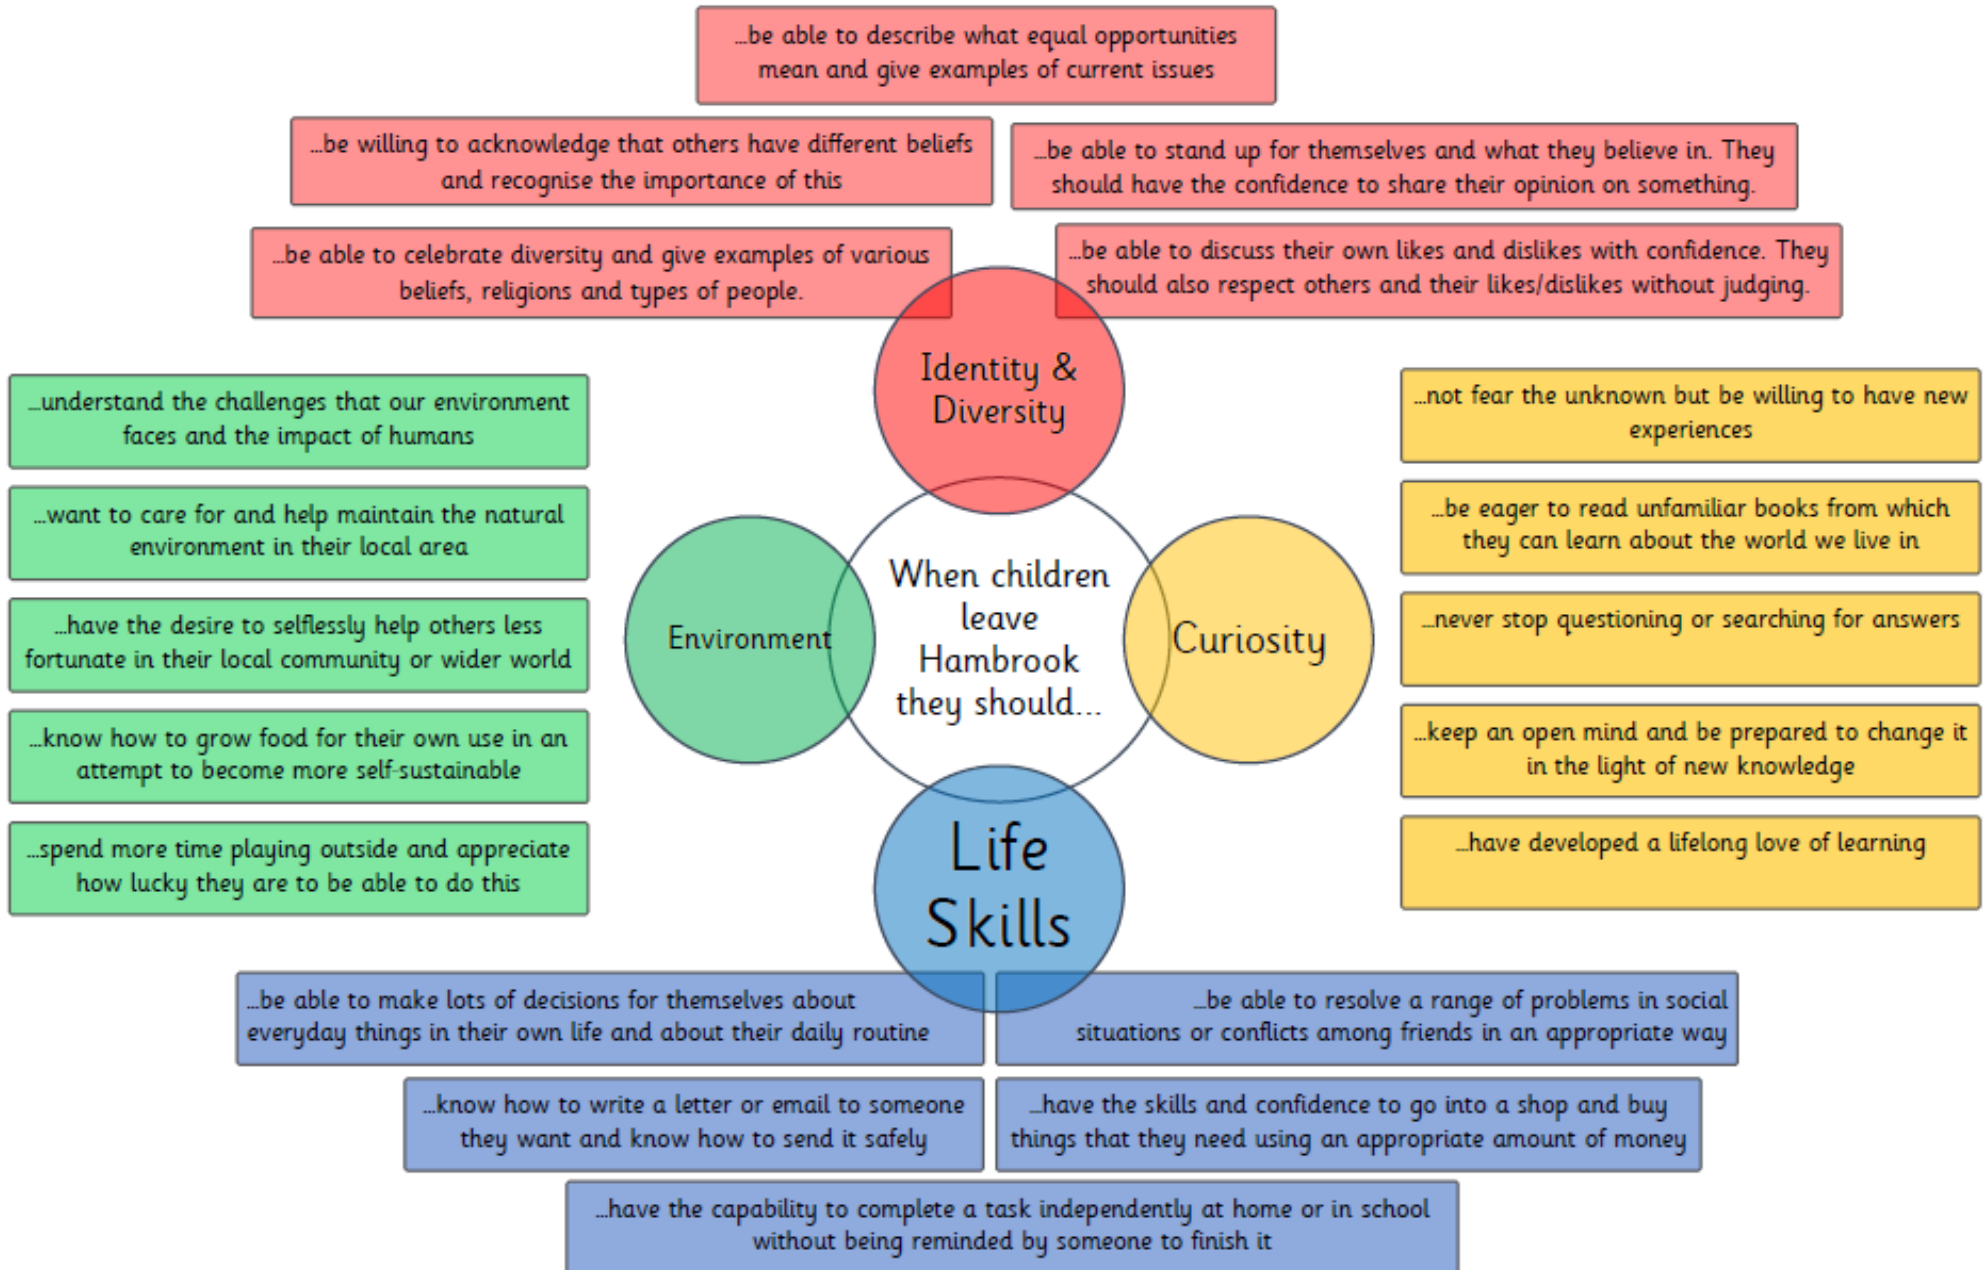 ...be able to describe what equal opportunities
mean and give examples of current issues
...be willing to acknowledge that others have different beliefs
and recognise the importance of this
...be able to stand up for themselves and what they believe in. They
should have the confidence to share their opinion on something.
...be able to celebrate diversity and give examples of various
beliefs, religions and types of people.
...be able to discuss their own likes and dislikes with confidence. They
should also respect others and their likes/dislikes without judging.
Identity &
Diversity
...understand the challenges that our environment
faces and the impact of humans
...want to care for and help maintain the natural
environment in their local area
...have the desire to selflessly help others less
fortunate in their local community or wider world
...know how to grow food for their own use in an
attempt to become more self-sustainable
...spend more time playing outside and appreciate
how lucky they are to be able to do this
Environment
When children
leave
Hambrook
they should...
Curiosity
...not fear the unknown but be willing to have new
experiences
...be eager to read unfamiliar books from which
they can learn about the world we live in
...never stop questioning or searching for answers
...keep an open mind and be prepared to change it
in the light of new knowledge
...have developed a lifelong love of learning
Life
Skills
...be able to make lots of decisions for themselves about
everyday things in their own life and about their daily routine
...be able to resolve a range of problems in social
situations or conflicts among friends in an appropriate way
...know how to write a letter or email to someone
they want and know how to send it safely
...have the skills and confidence to go into a shop and buy
things that they need using an appropriate amount of money
...have the capability to complete a task independently at home or in school
without being reminded by someone to finish it